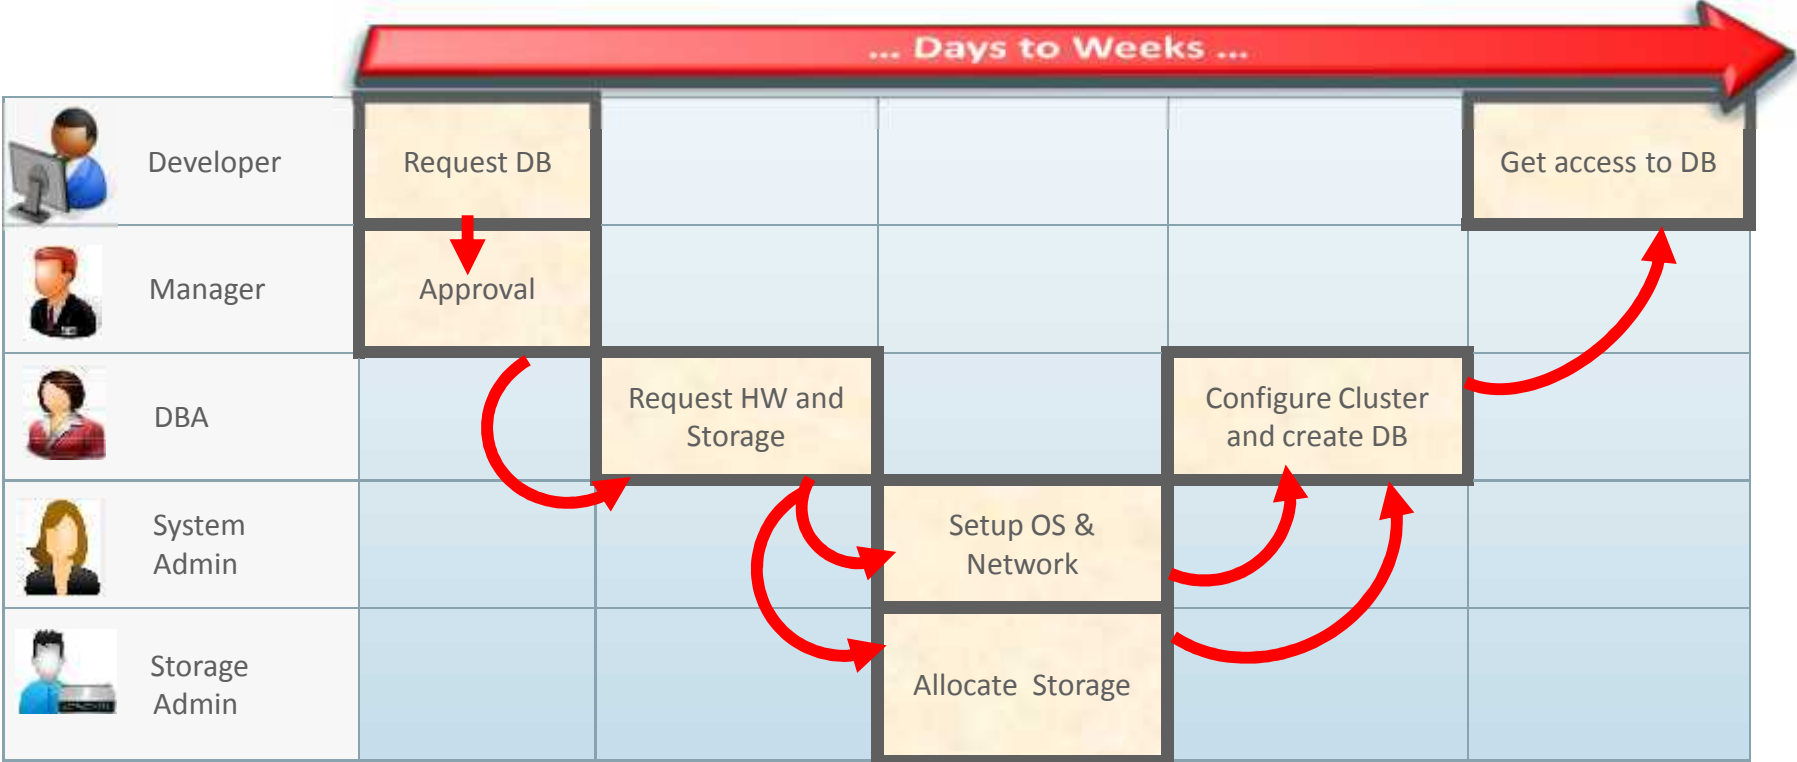 ... Days to Weeks ...
Developer
Request DB
Get access to DB
Manager
Approval
DBA
Request HW and
Storage
Configure Cluster
and create DB
System
Admin
Setup OS &
Network
Storage
Admin
Allocate Storage